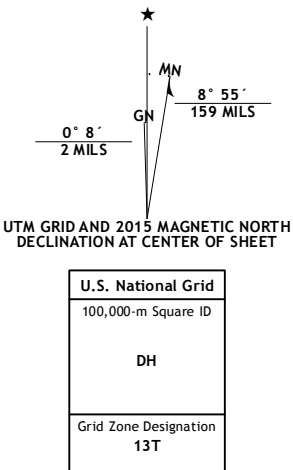 ★
MN
GN
8° 55´
159 MILS
0° 8´
2 MILS
UTM GRID AND 2015 MAGNETIC NORTH
DECLINATION AT CENTER OF SHEET
U.S. National Grid
100,000-m Square ID
DH
Grid Zone Designation
13T